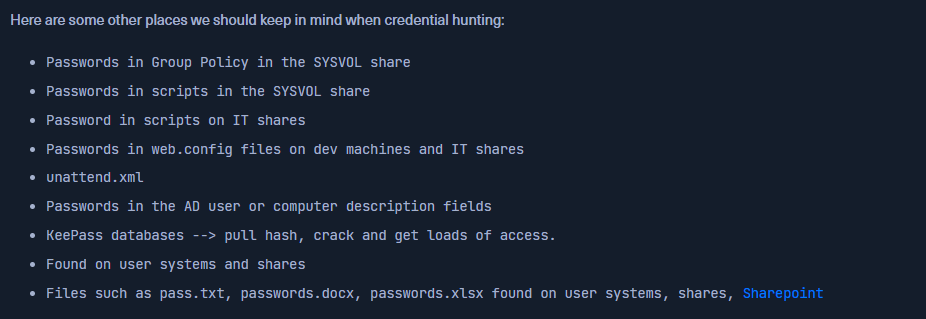 Here are some other places we should keep in mind when credential hunting:
Passwords in Group Policy in the SYSVOL share
Passwords in scripts in the SYSVOL share
Password in scripts on IT shares
Passwords in web.config files on dev machines and IT shares
unattend.xml
Passwords in the AD user or computer description fields
KeePass databases --> pull hash, crack and get loads of access.
Found on user systems and shares
Files such as pass.txt, passwords.docx, passwords.xlsx found on user systems, shares, Sharepoint